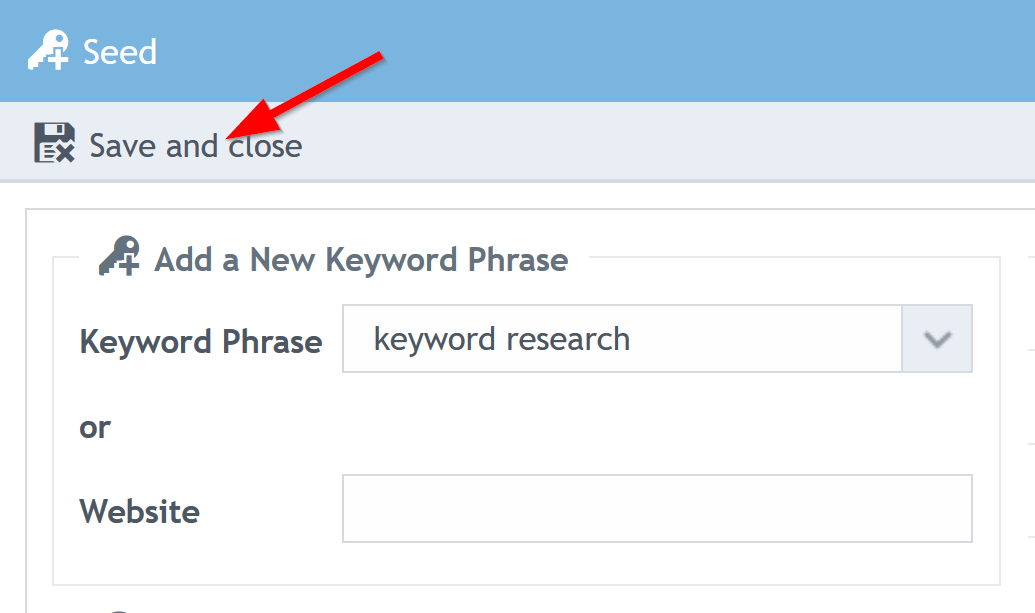 Seed
Save and close
Add a New Keyword Phrase
Keyword Phrase
keyword research
or
Website